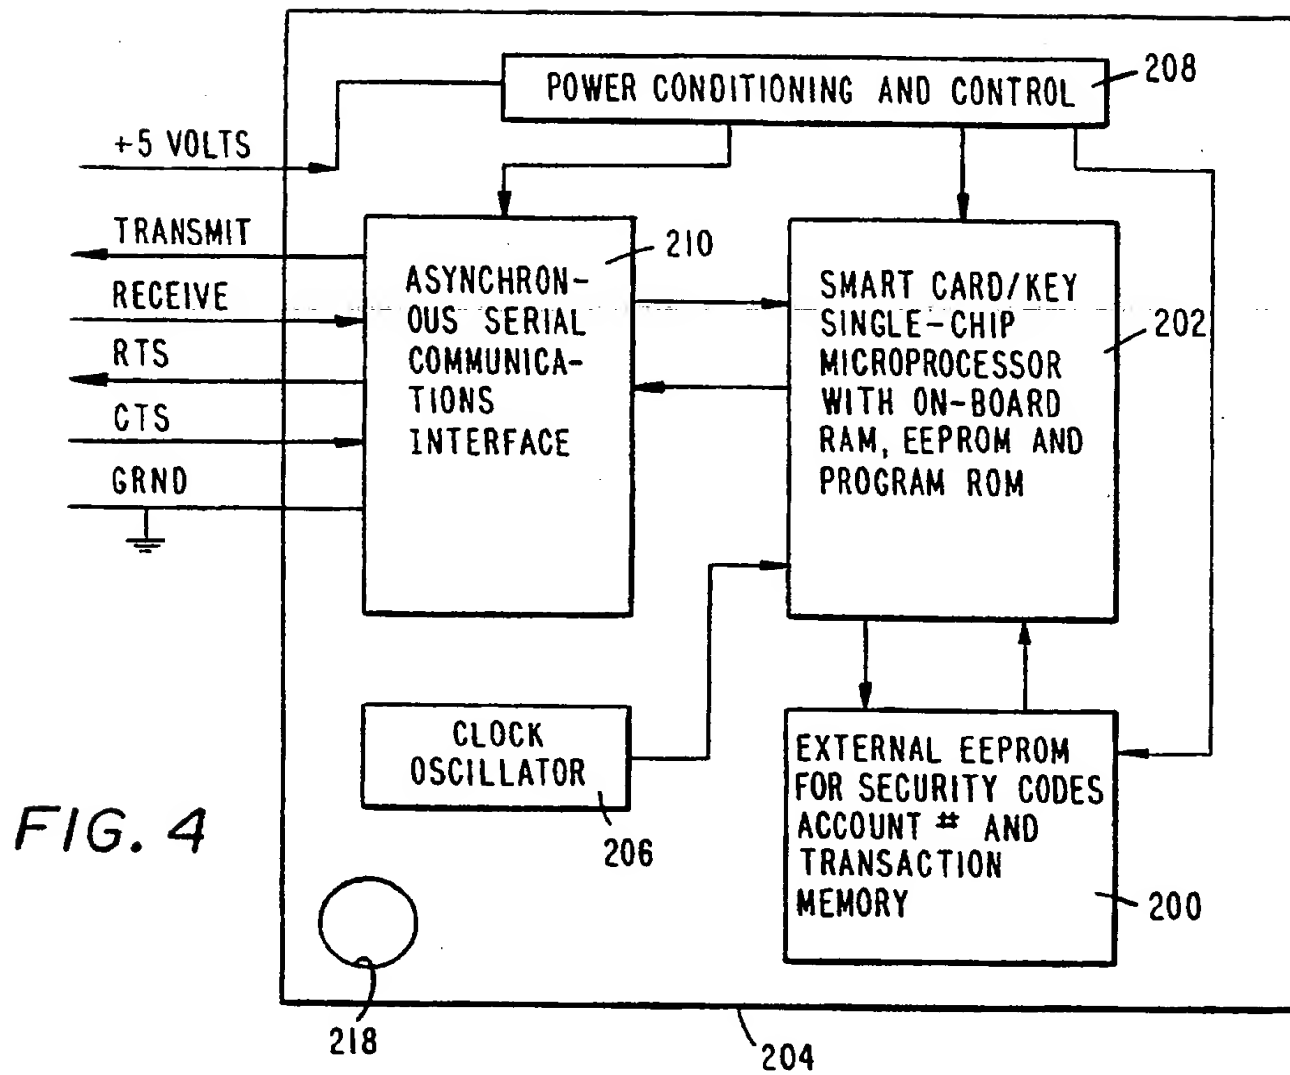 POWER CONDITIONING AND CONTROL
208
+5 VOLTS
TRANSMIT
RECEIVE
RTS
CTS
GRND
210
ASYNCHRON-
OUS SERIAL
COMMUNICA-
TIONS
INTERFACE
SMART CARD/KEY
SINGLE-CHIP
MICROPROCESSOR
WITH ON-BOARD
RAM, EEPROM AND
PROGRAM ROM
202
CLOCK
OSCILLATOR
206
EXTERNAL EEPROM
FOR SECURITY CODES
ACCOUNT # AND
TRANSACTION
MEMORY
200
FIG. 4
218
204